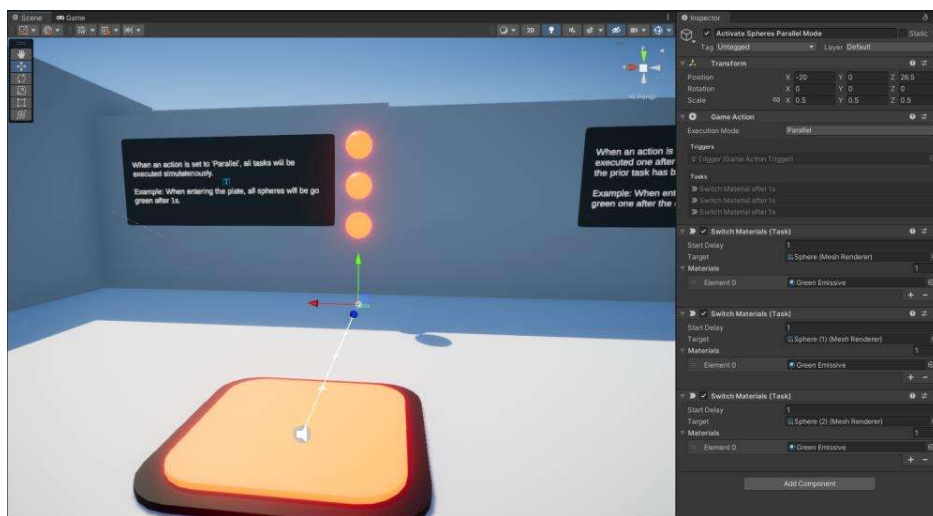 Scene
Game
2D
Persp
When an action is set to 'Parallel', all tasks will be
executed simulaterously.
Example: When entering the plate, all spheres will be go
green after 1s.
When an action is
executed one after
the prior task has b
Example: When ent
green one after the
Inspector
Activate Spheres Parallel Mode
Static
Tag Untagged
Layer Default
Transform
Position X -20 Y 0 Z 26.5
Rotation X 0 Y 0 Z 0
Scale X 0.5 Y 0.5 Z 0.5
Game Action
Execution Mode Parallel
Triggers
Trigger (Game Action Trigger)
Tasks
Switch Material after 1s
Switch Material after 1s
Switch Material after 1s
Switch Materials (Task)
Start Delay 1
Target Sphere (Mesh Renderer)
Materials 1
Element 0 Green Emissive
+ -
Switch Materials (Task)
Start Delay 1
Target Sphere (1) (Mesh Renderer)
Materials 1
Element 0 Green Emissive
+ -
Switch Materials (Task)
Start Delay 1
Target Sphere (2) (Mesh Renderer)
Materials 1
Element 0 Green Emissive
+ -
Add Component